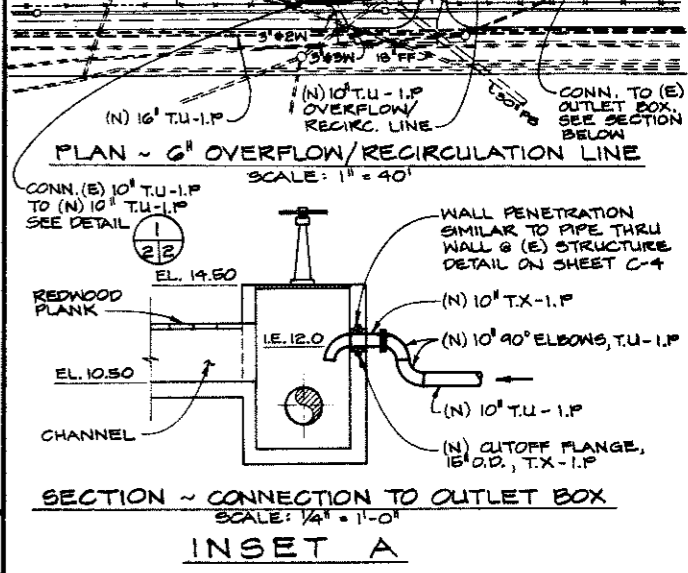 3" ø2W
3" ø3W
18" FF
(N) 16" T.U-1.P
(N) 10" T.U-1.P
OVERFLOW/
RECIRC. LINE
CONN. TO (E)
OUTLET BOX.
SEE SECTION
BELOW
PLAN ~ 6" OVERFLOW/RECIRCULATION LINE
SCALE: 1" = 40'
CONN. (E) 10" T.U-1.P
TO (N) 10" T.U-1.P
SEE DETAIL
1
2 2
EL. 14.50
REDWOOD
PLANK
I.E. 12.0
EL. 10.50
CHANNEL
WALL PENETRATION
SIMILAR TO PIPE THRU
WALL @ (E) STRUCTURE
DETAIL ON SHEET C-4
(N) 10" T.X-1.P
(N) 10" 90° ELBOWS, T.U-1.P
(N) 10" T.U-1.P
(N) CUTOFF FLANGE,
15" O.D., T.X-1.P
SECTION ~ CONNECTION TO OUTLET BOX
SCALE: 1/4" = 1'-0"
INSET A